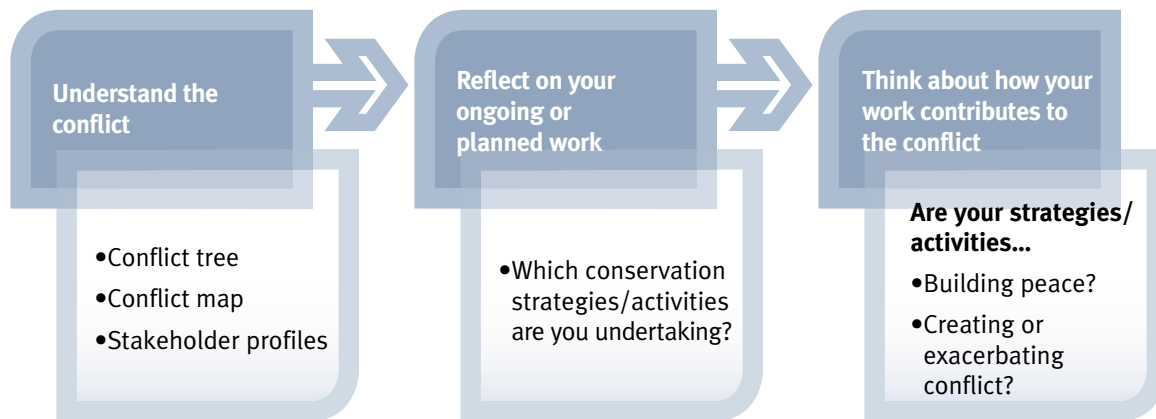 Understand the
conflict
•Conflict tree
•Conflict map
•Stakeholder profiles
Reflect on your
ongoing or
planned work
•Which conservation
strategies/activities
are you undertaking?
Think about how your
work contributes to
the conflict
Are your strategies/
activities...
•Building peace?
•Creating or
exacerbating
conflict?